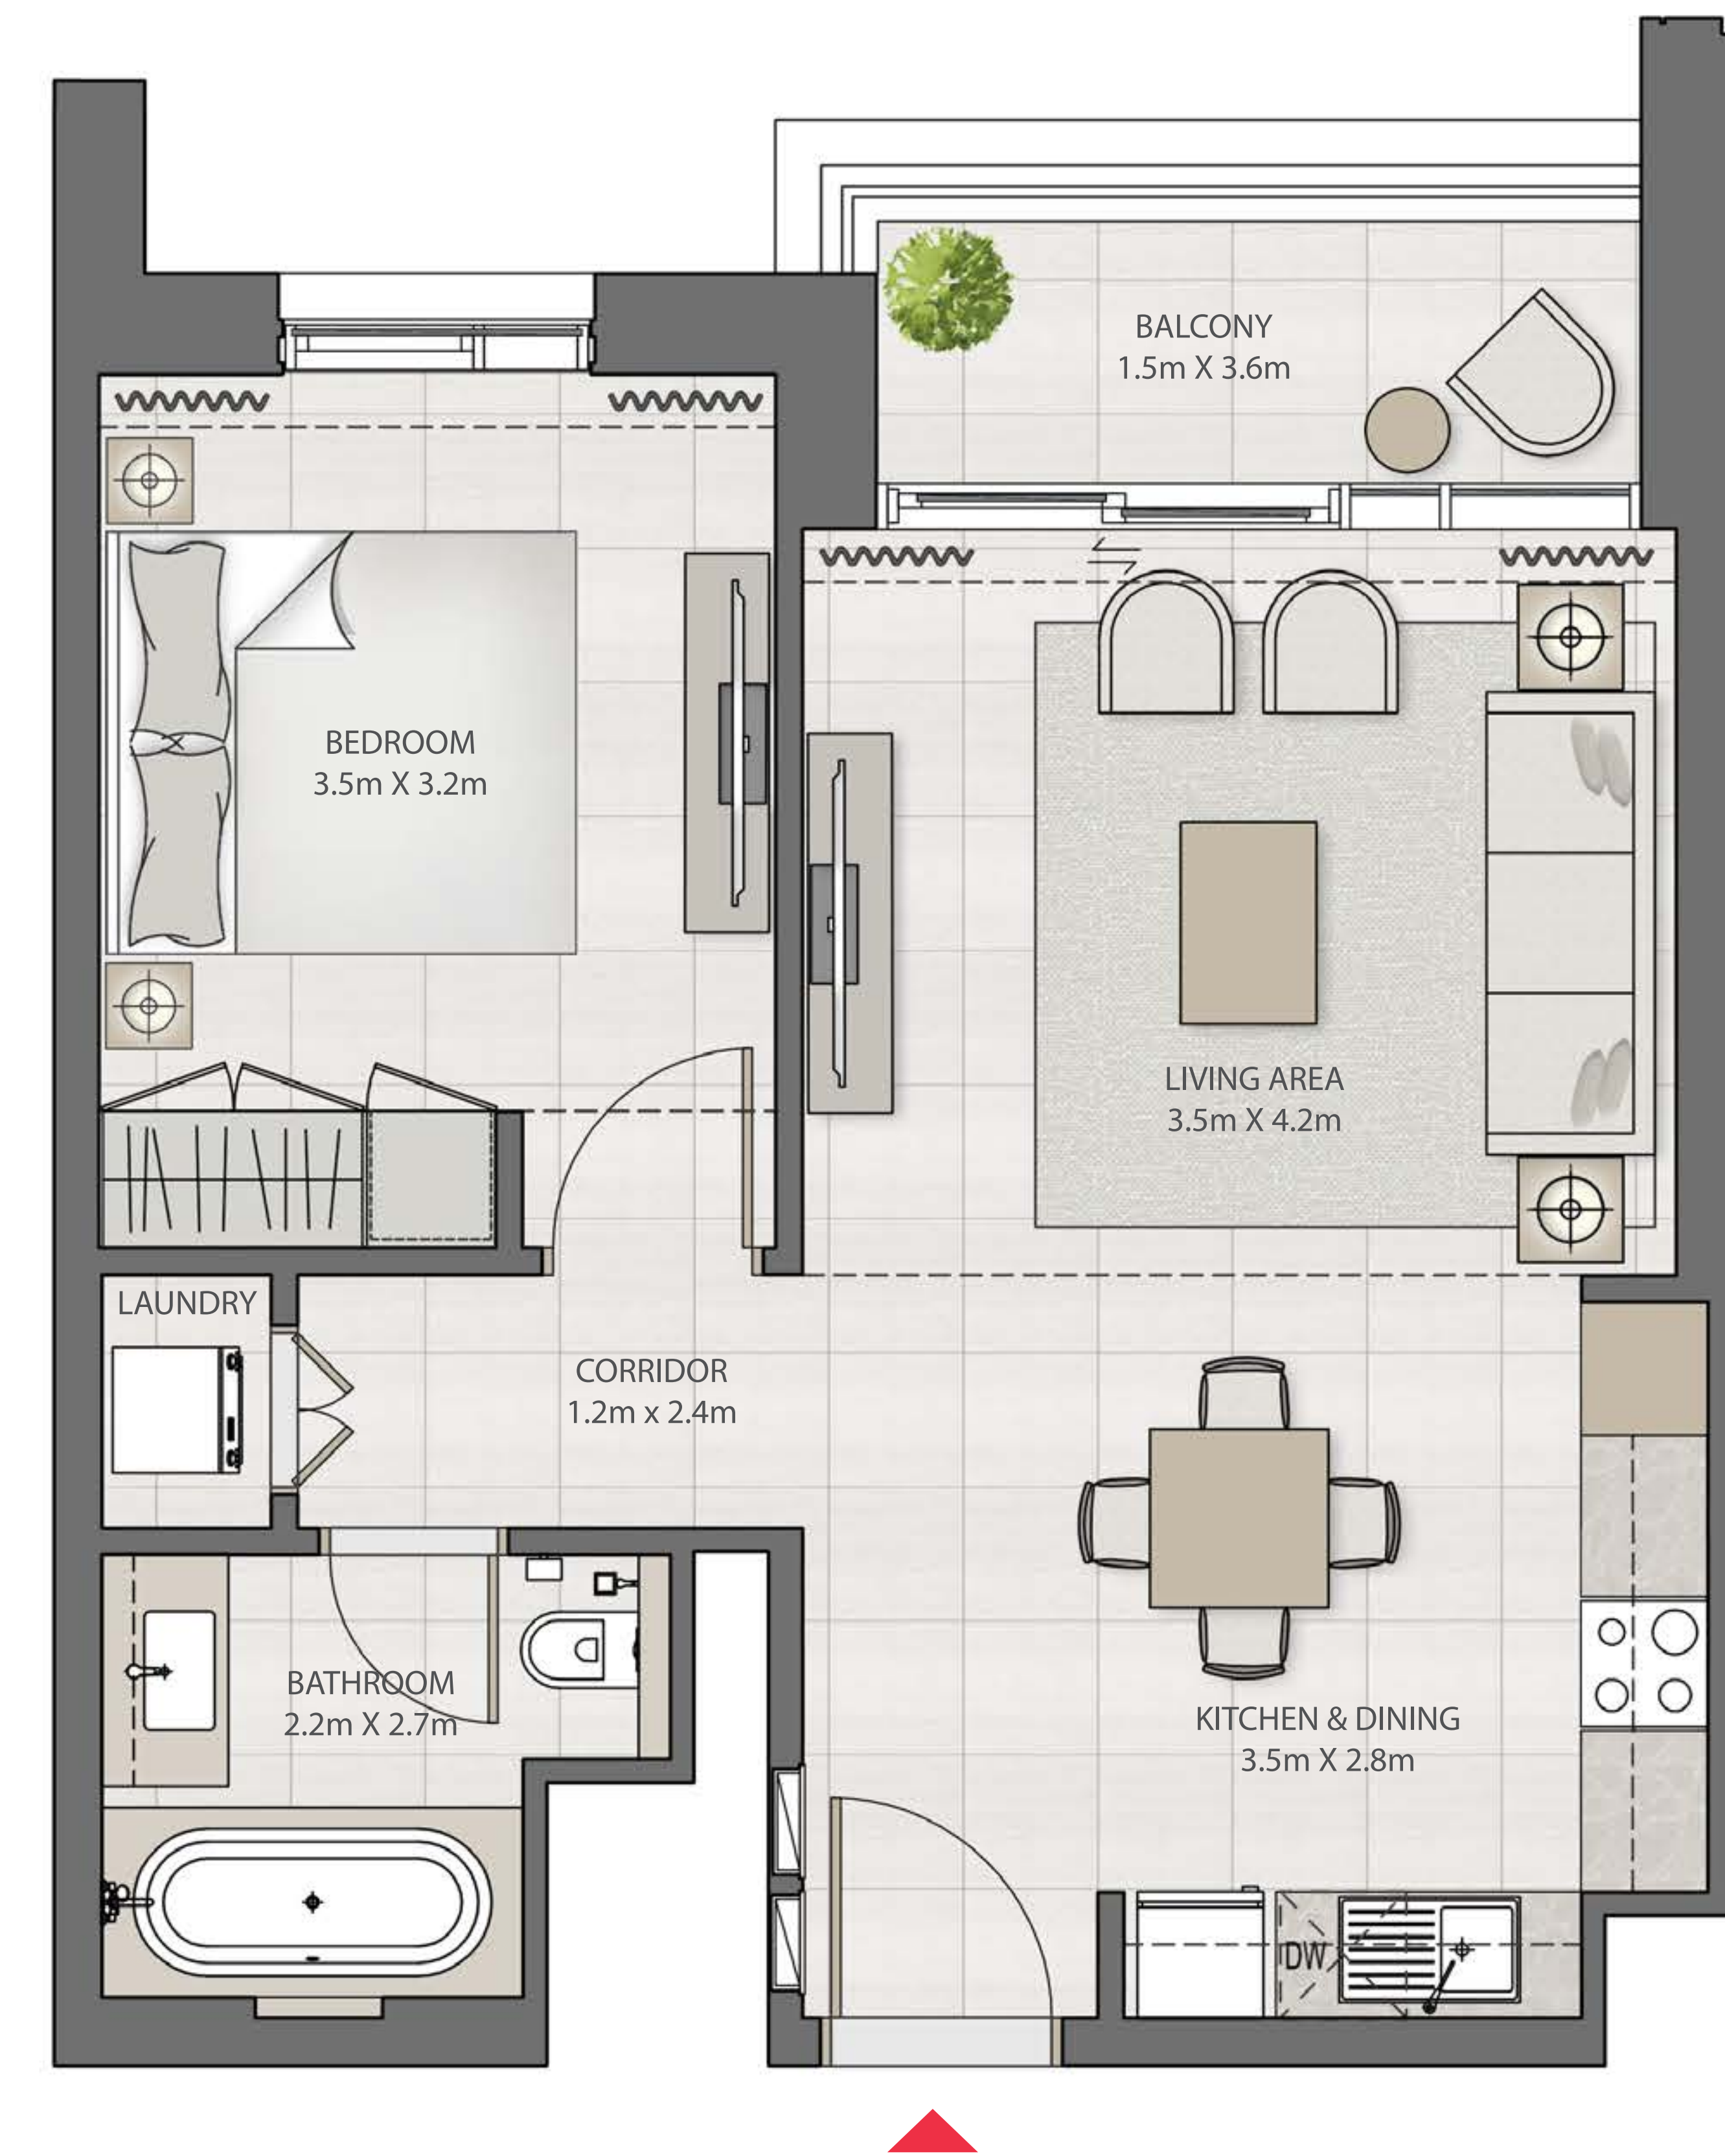 BALCONY
1.5m X 3.6m
BEDROOM
3.5m X 3.2m
LIVING AREA
3.5m X 4.2m
LAUNDRY
CORRIDOR
1.2m x 2.4m
BATHROOM
2.2m X 2.7m
KITCHEN & DINING
3.5m X 2.8m
DW